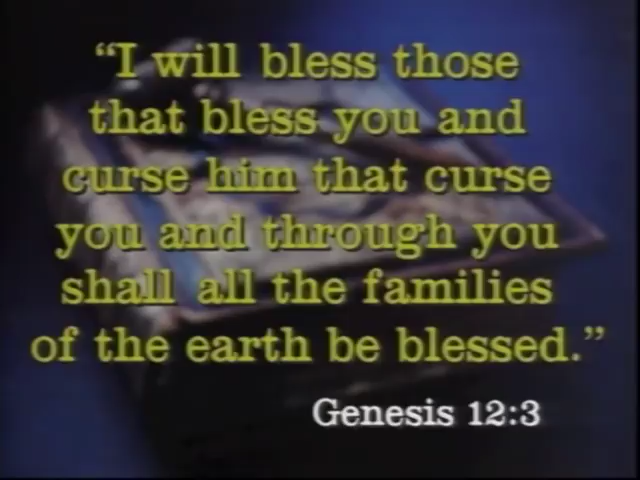 “I will bless those
that bless you and
curse him that curse
you and through you
shall all the families
of the earth be blessed.”
Genesis 12:3